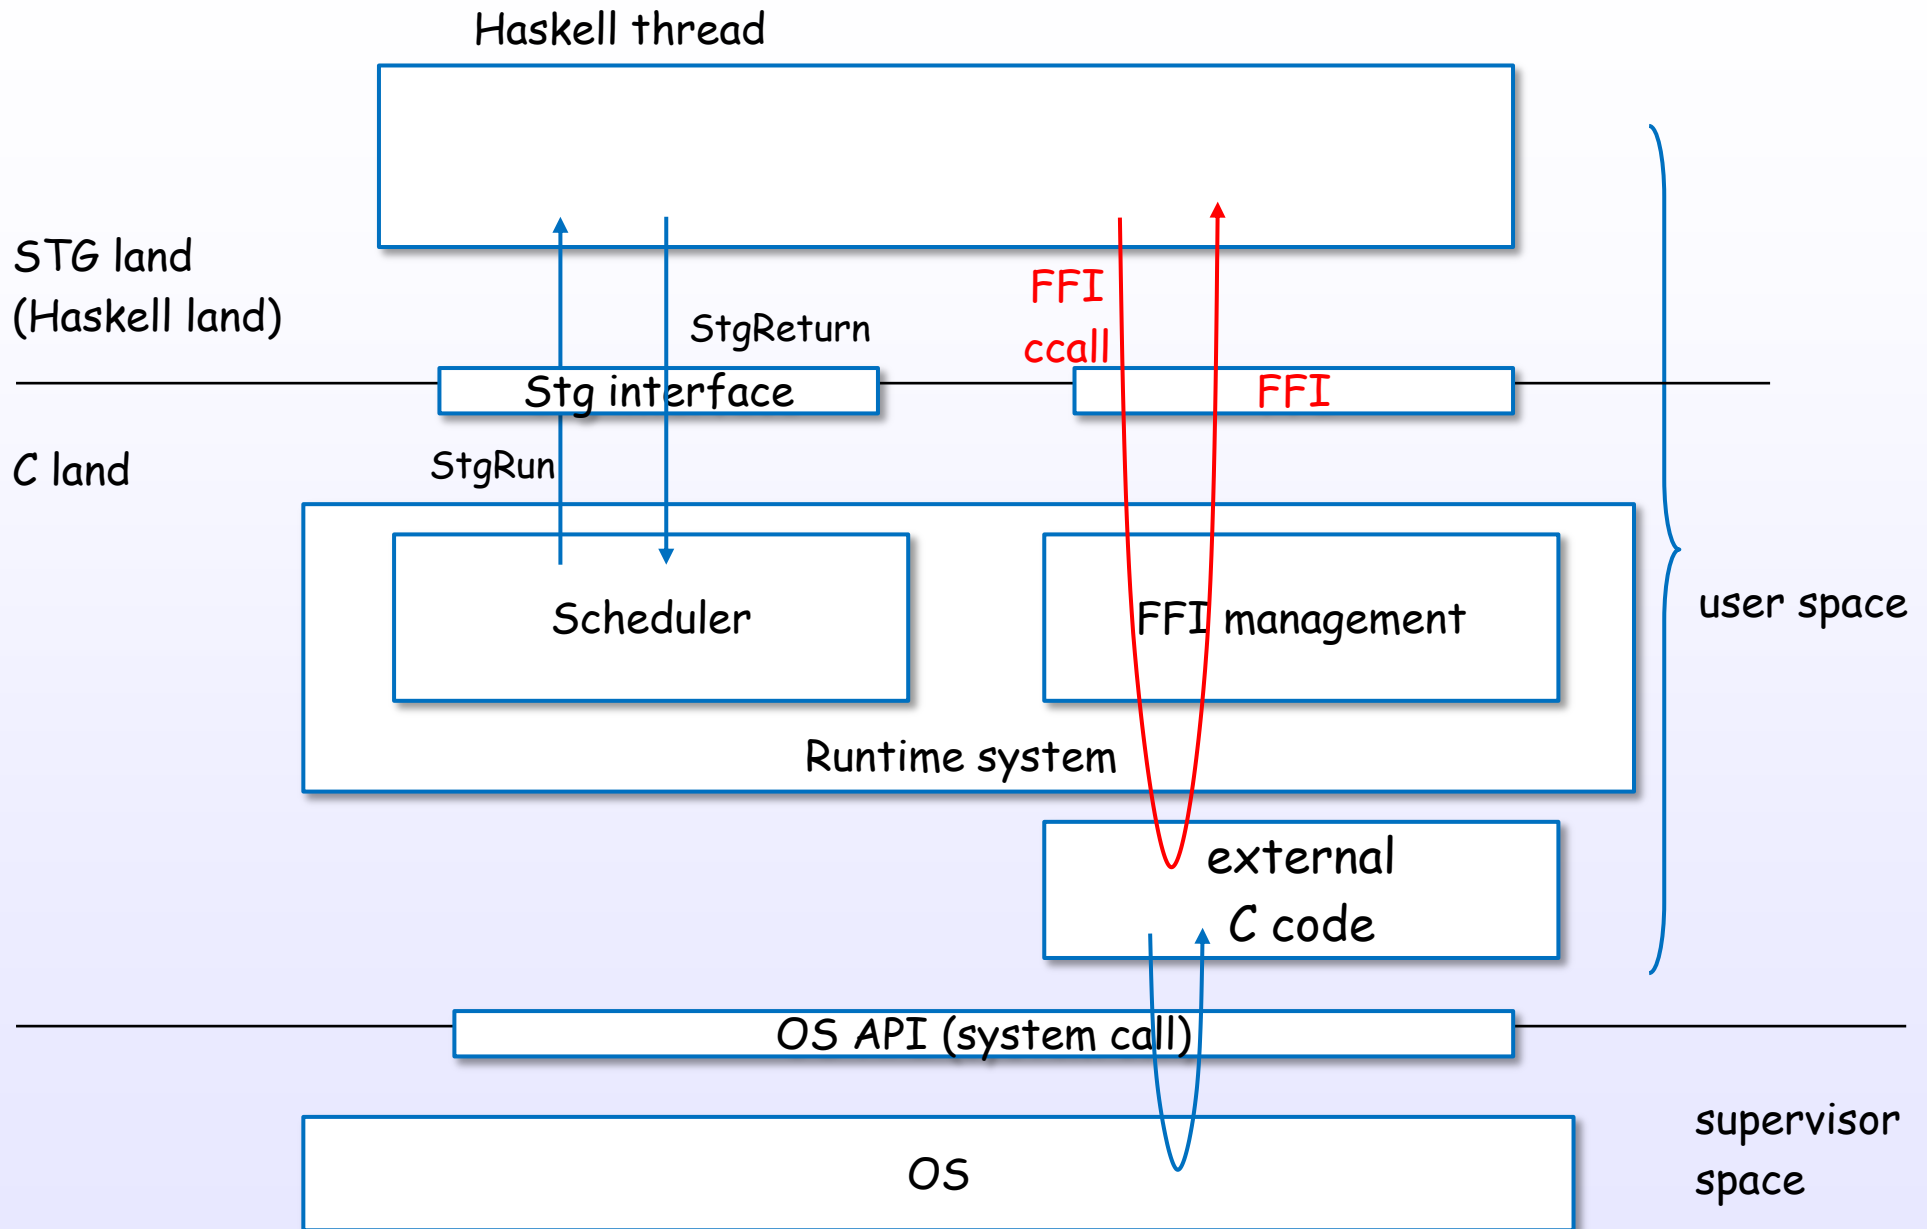 Haskell thread
STG land
(Haskell land)
FFI
ccall
StgReturn
Stg interface
FFI
C land
StgRun
Scheduler
FFI management
user space
Runtime system
external
C code
OS API (system call)
supervisor
space
OS